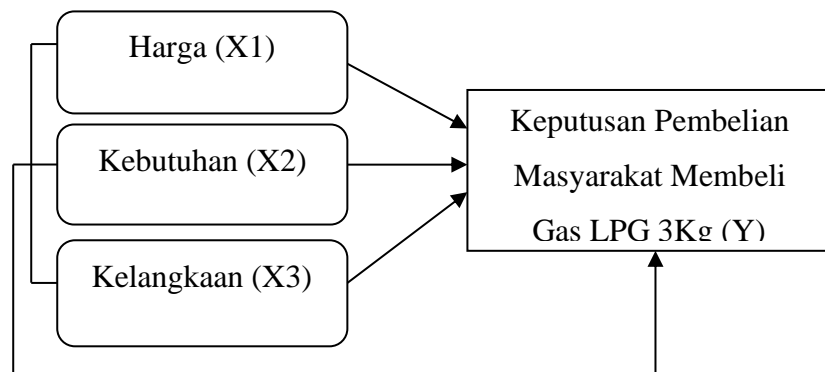 Harga (X1)
Kebutuhan (X2)
Kelangkaan (X3)
Keputusan Pembelian
Masyarakat Membeli
Gas LPG 3Kg (Y)